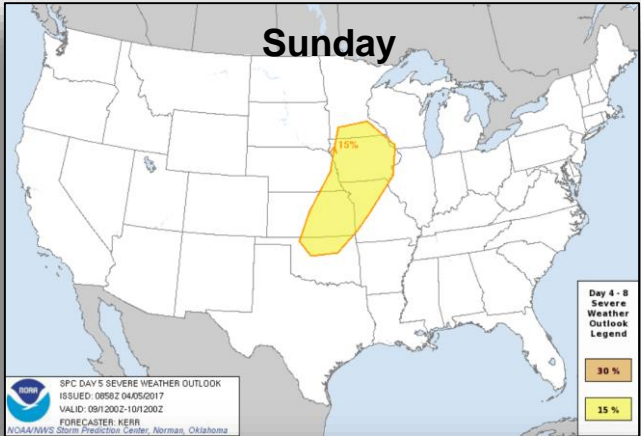 Sunday
15%
Day 4 - 8
Severe
Weather
Outlook
Legend
30 %
15 %
NOAA
SPC DAY 5 SEVERE WEATHER OUTLOOK
ISSUED: 0858Z 04/05/2017
VALID: 09/1200Z-10/1200Z
FORECASTER: KERR
NOAA/NWS Storm Prediction Center, Norman, Oklahoma